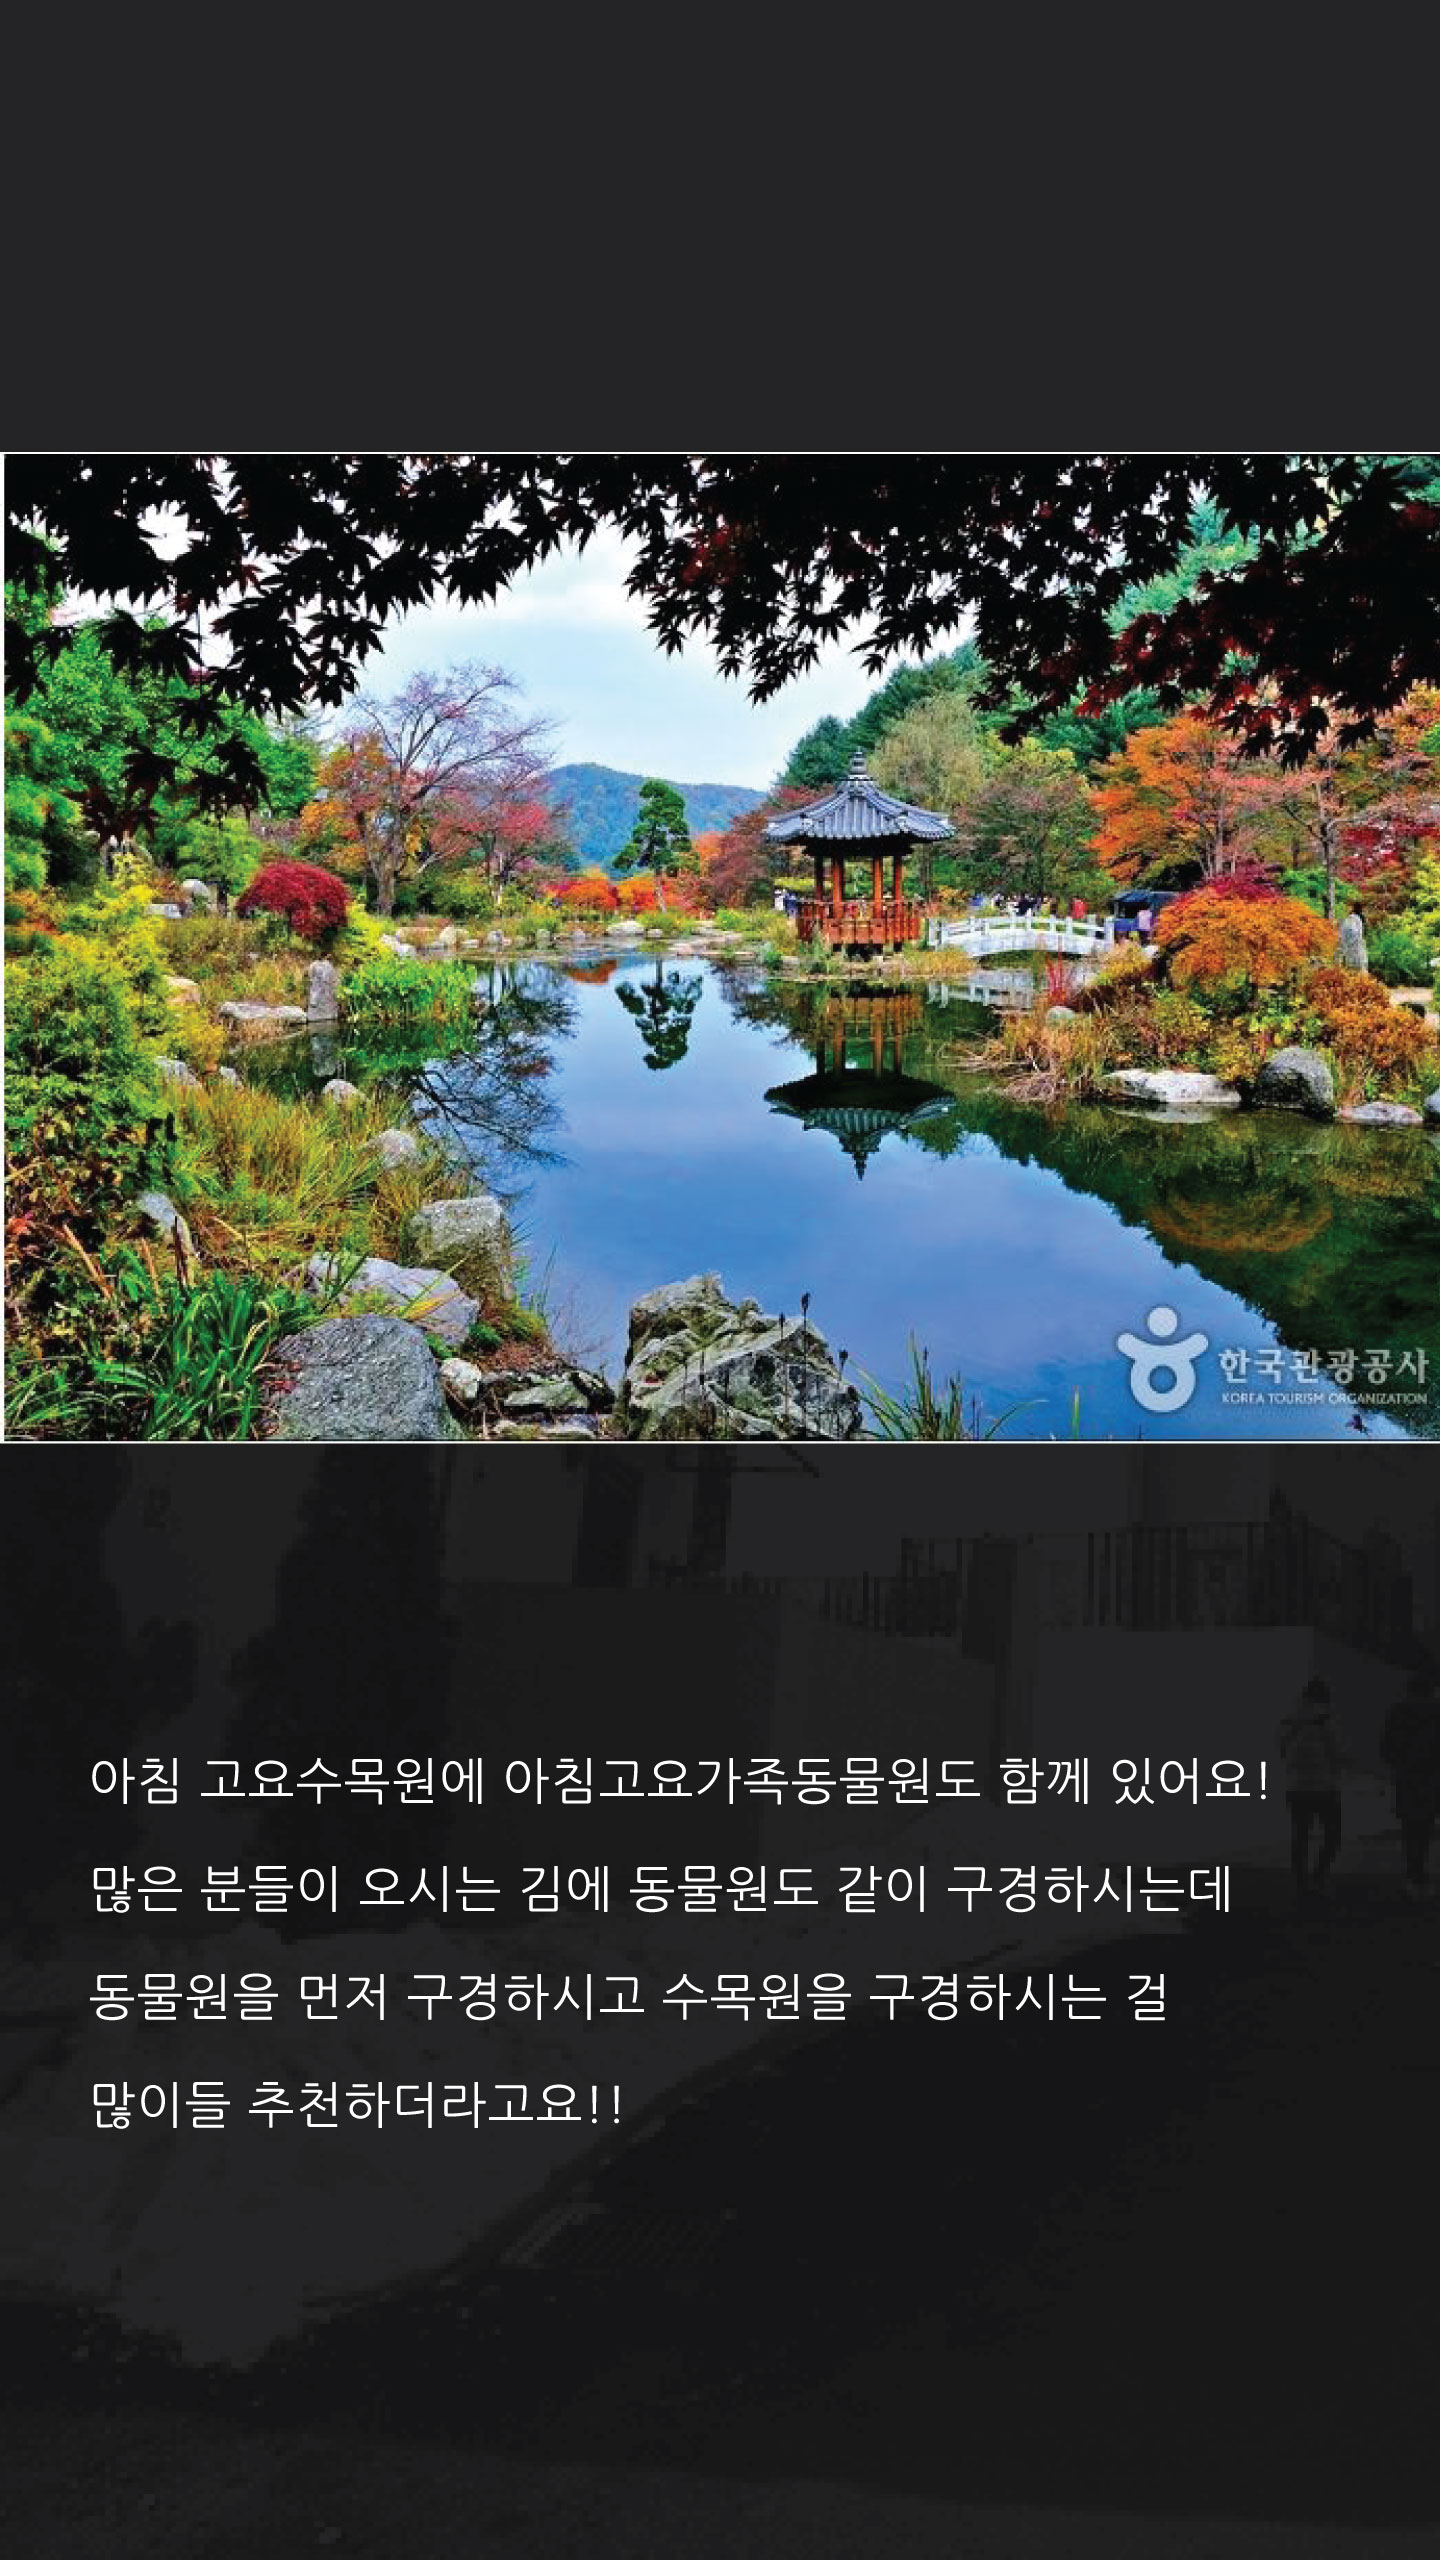 한국관광공사
KOREA TOURISM ORGANIZATION
아침 고요수목원에 아침고요가족동물원도 함께 있어요!
많은 분들이 오시는 김에 동물원도 같이 구경하시는데
동물원을 먼저 구경하시고 수목원을 구경하시는 걸
많이들 추천하더라고요!!